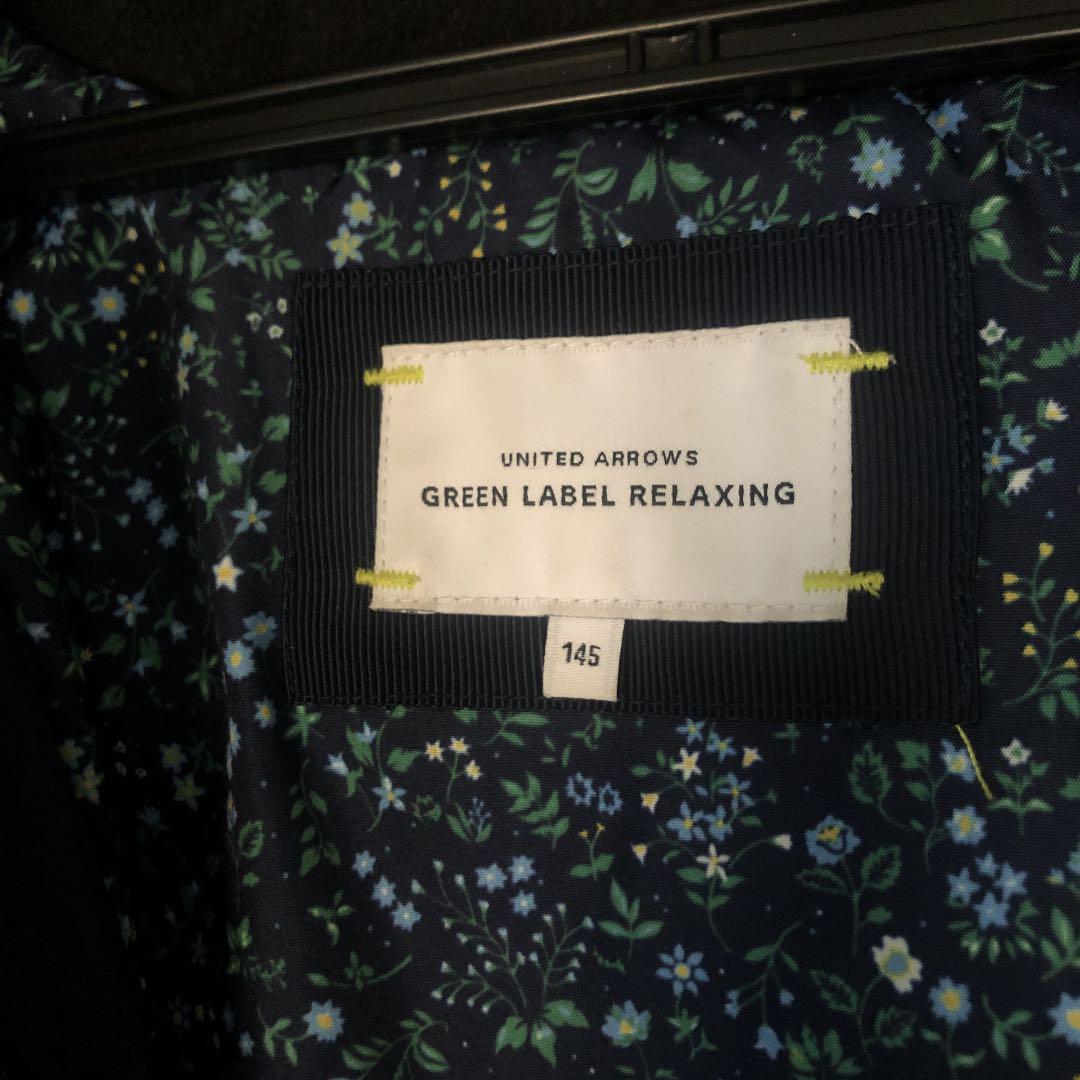 UNITED ARROWS
GREEN LABEL RELAXING
145